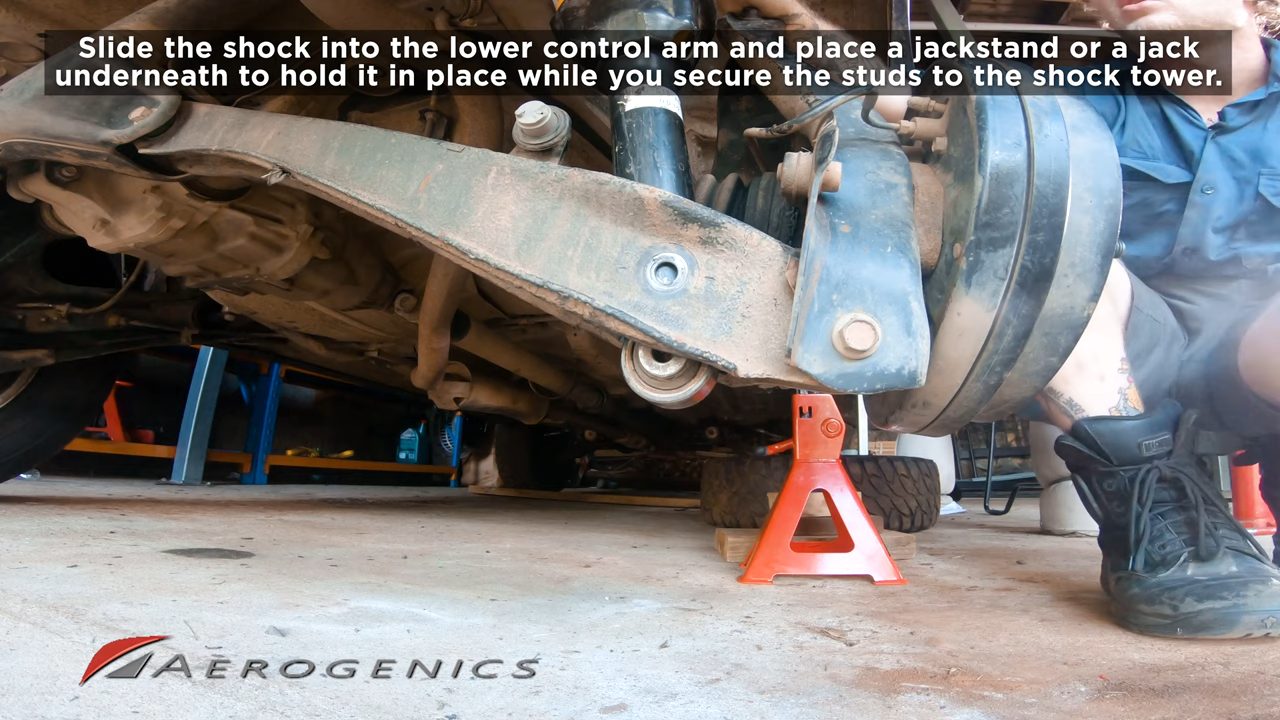 Slide the shock into the lower control arm and place a jackstand or a jack
underneath to hold it in place while you secure the studs to the shock tower.
AEROGENICS